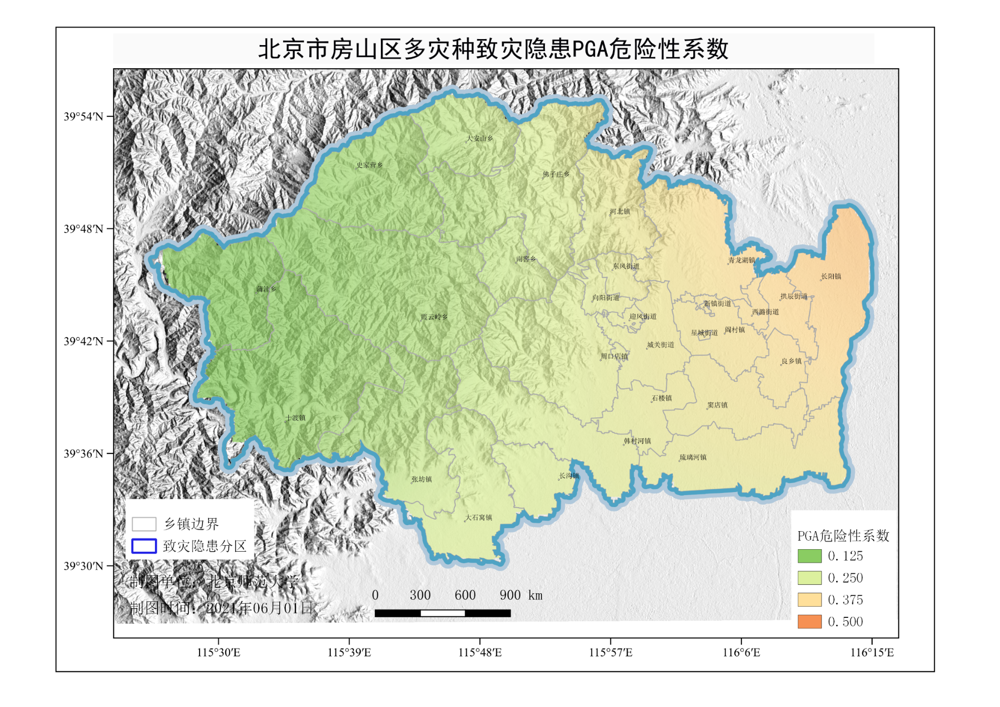 北京市房山区多灾种致灾隐患PGA危险性系数
39°54′N
39°48′N
39°42′N
39°36′N
39°30′N
大安山乡
史家营乡
佛子庄乡
河北镇
南窖乡
东风街道
青龙湖镇
长阳镇
蒲洼乡
向阳街道
拱辰街道
新镇街道
西潞街道
霞云岭乡
迎风街道
星城街道
阎村镇
城关街道
周口店镇
良乡镇
石楼镇
窦店镇
十渡镇
韩村河镇
琉璃河镇
张坊镇
长沟镇
大石窝镇
乡镇边界
致灾隐患分区
制图单位：北京师范大学
制图时间：2021年06月01日
0 300 600 900 km
PGA危险性系数
0.125
0.250
0.375
0.500
115°30′E 115°39′E 115°48′E 115°57′E 116°6′E 116°15′E